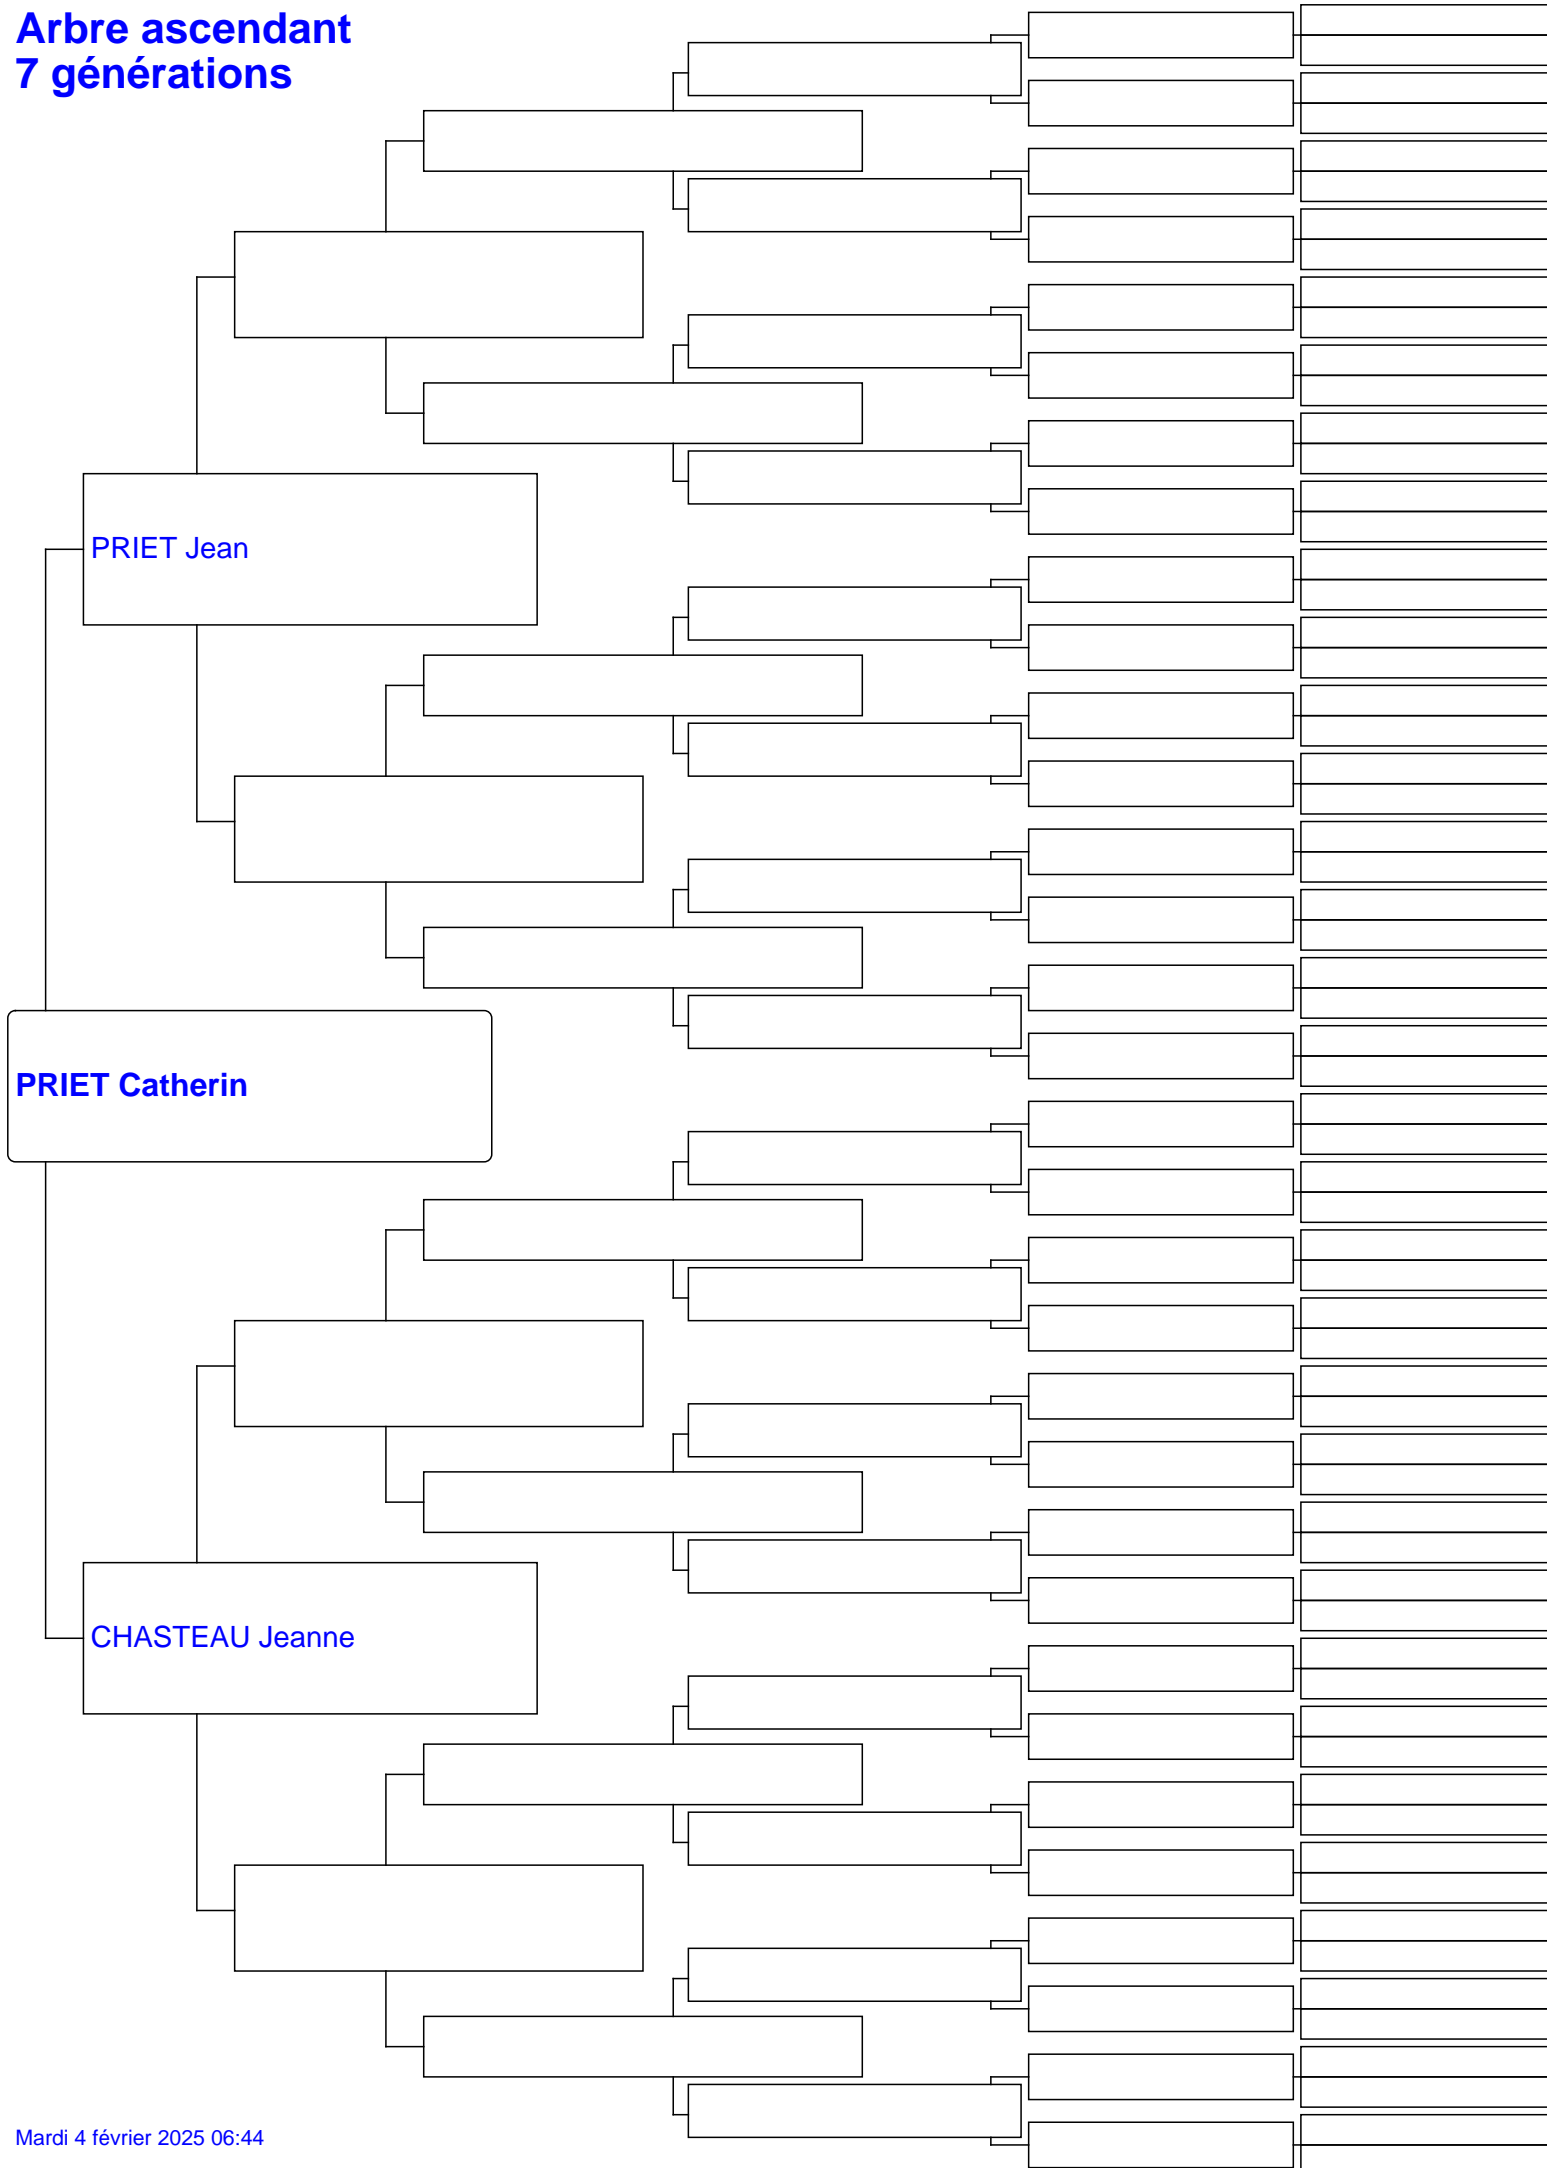 Arbre ascendant
7 générations
PRIET Jean
PRIET Catherin
CHASTEAU Jeanne
Mardi 4 février 2025 06:44